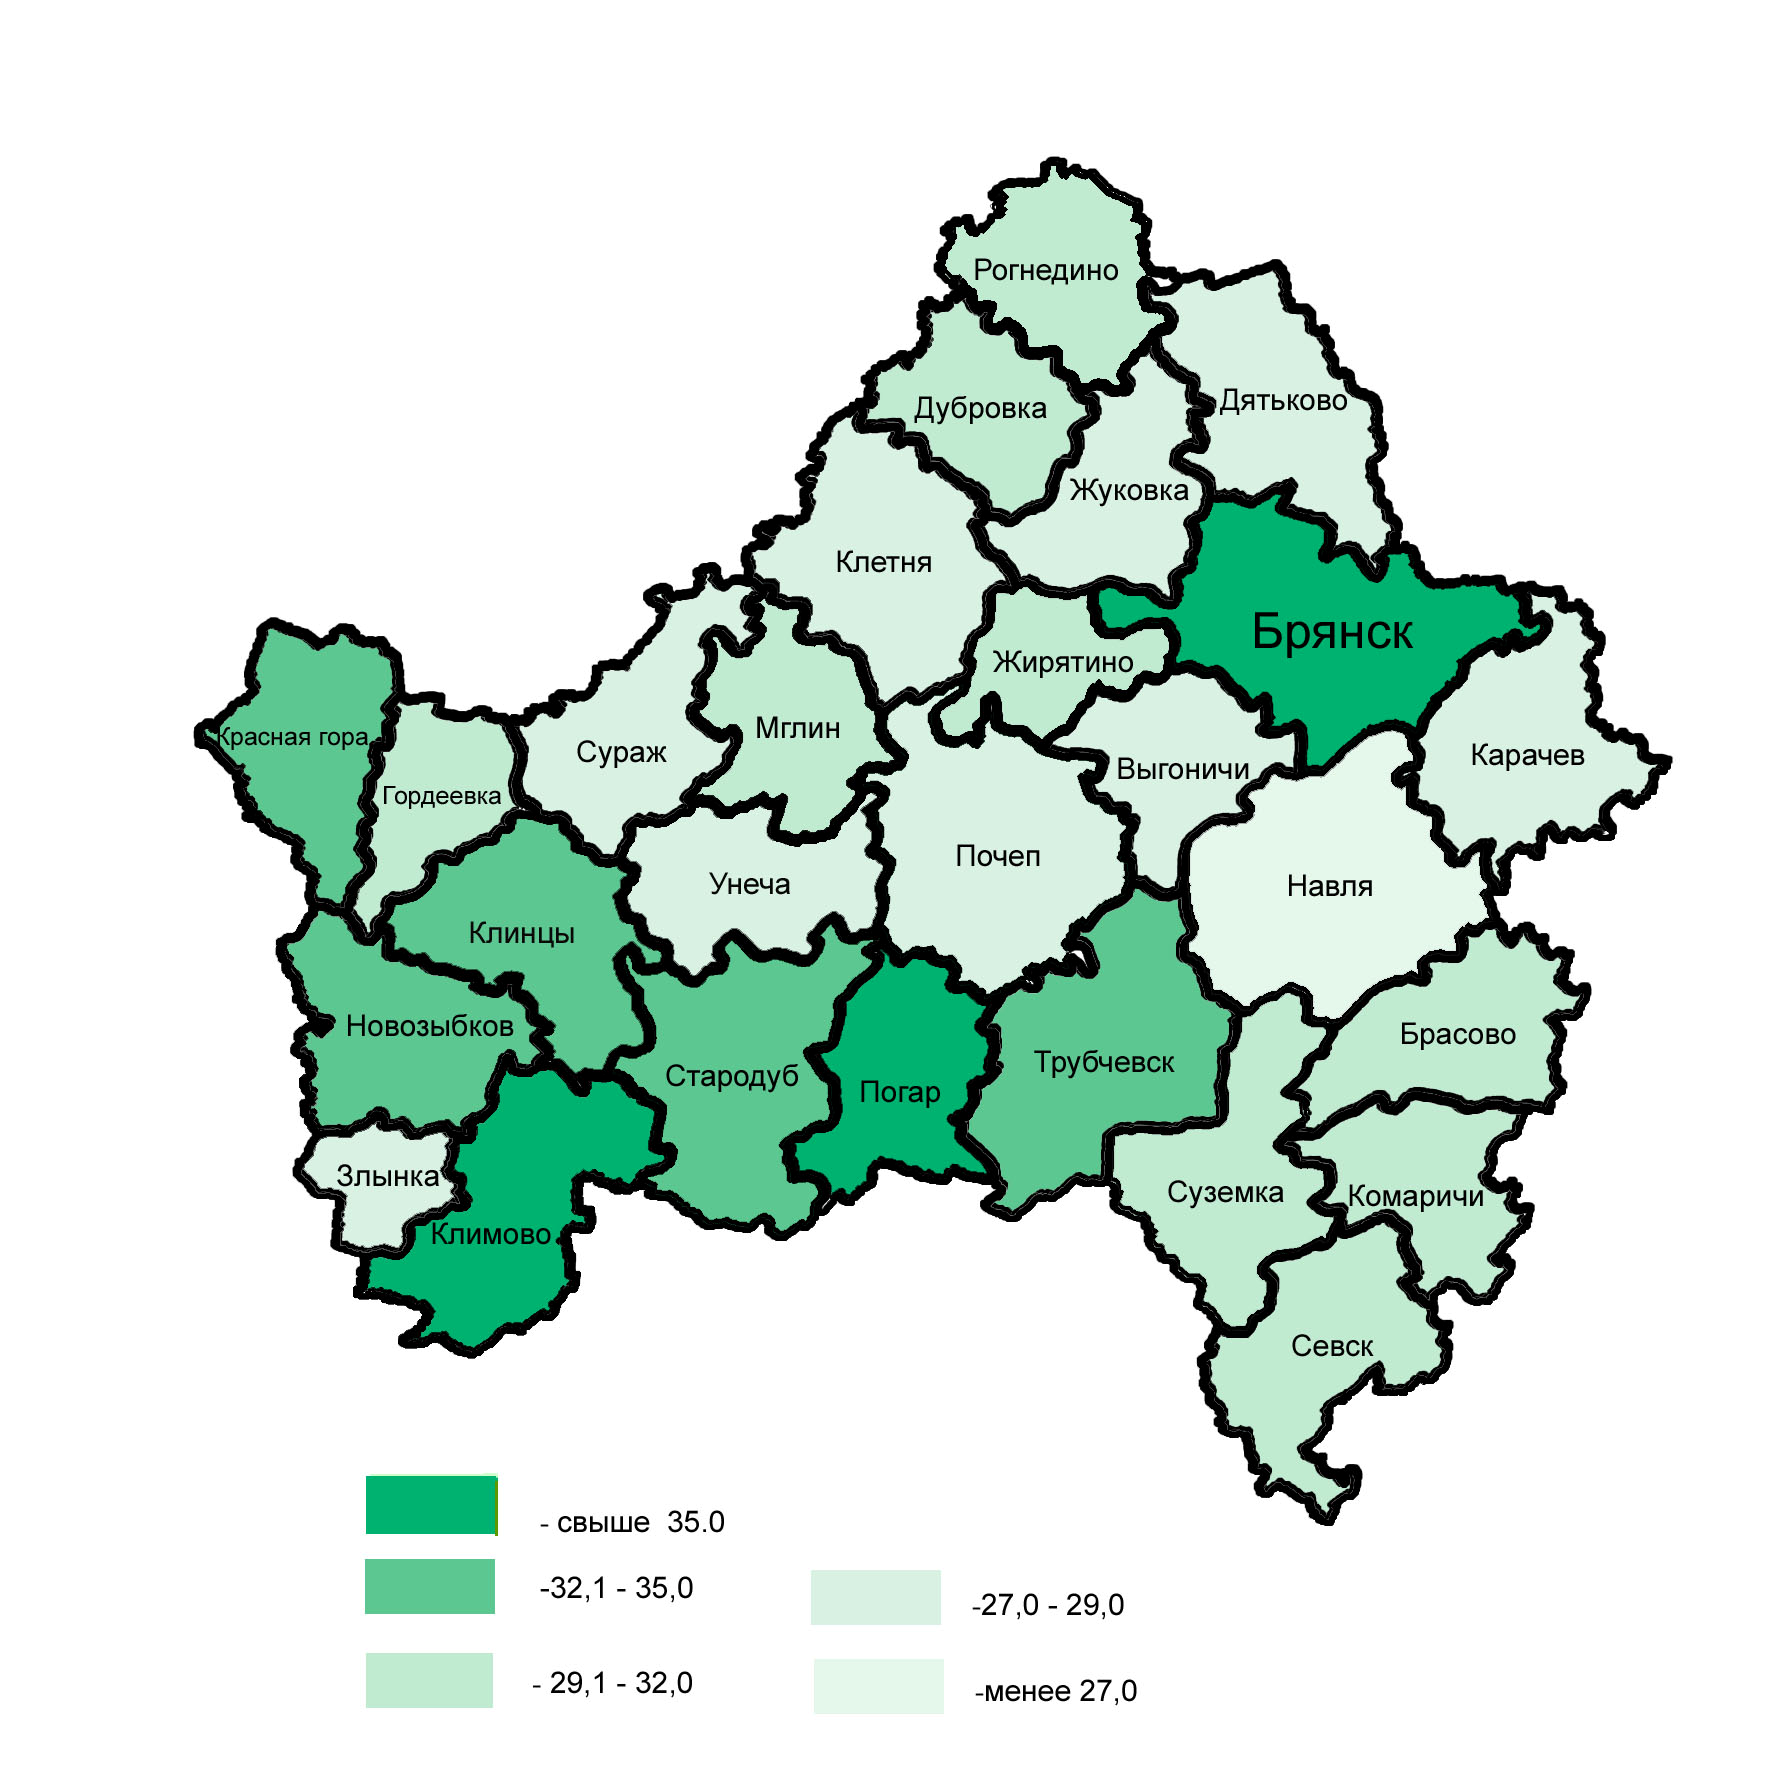 Рогнедино
Дятьково
Дубровка
Жуковка
Клетня
Брянск
Жирятино
Мглин
Красная гора
Сураж
Карачев
Выгоничи
Гордеевка
Почеп
Унеча
Навля
Клинцы
Новозыбков
Брасово
Трубчевск
Стародуб
Погар
Злынка
Суземка
Комаричи
Климово
Севск
- свыше 35.0
-32,1 - 35,0
-27,0 - 29,0
- 29,1 - 32,0
-менее 27,0